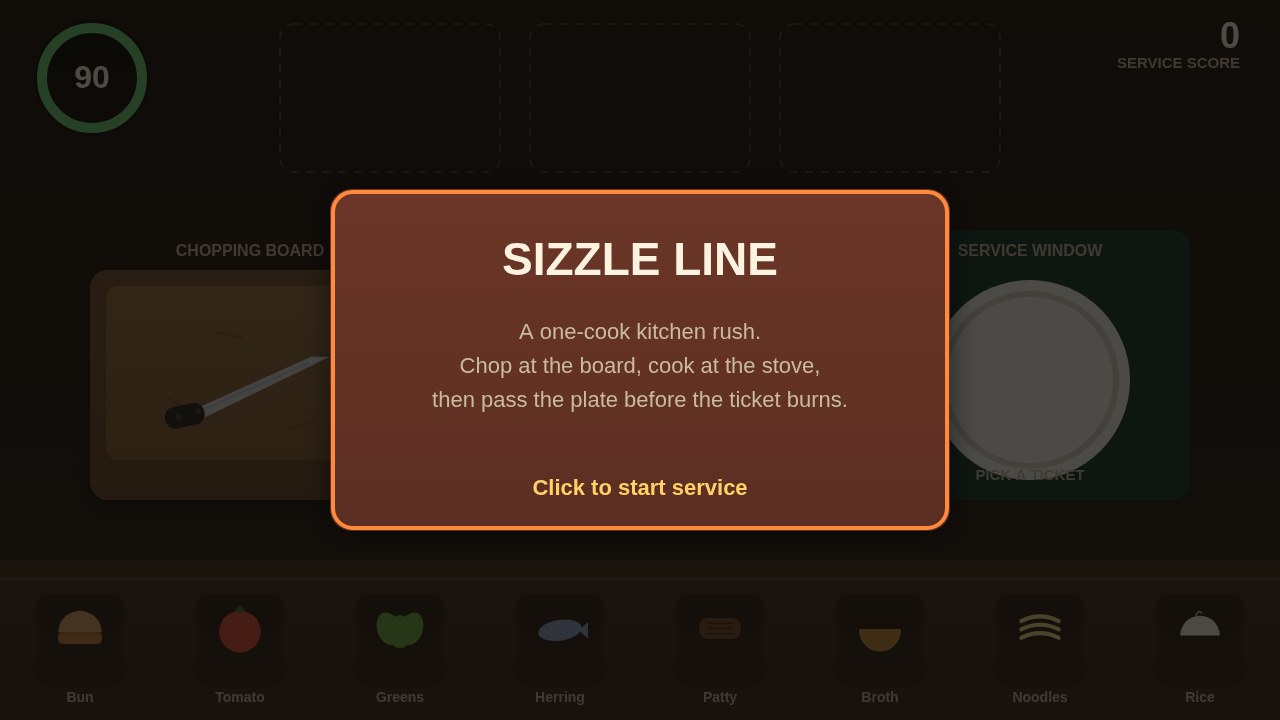 90
0
SERVICE SCORE
CHOPPING BOARD
SERVICE WINDOW
SIZZLE LINE
A one-cook kitchen rush.
Chop at the board, cook at the stove,
then pass the plate before the ticket burns.
PICK A TICKET
Click to start service
Bun
Tomato
Greens
Herring
Patty
Broth
Noodles
Rice